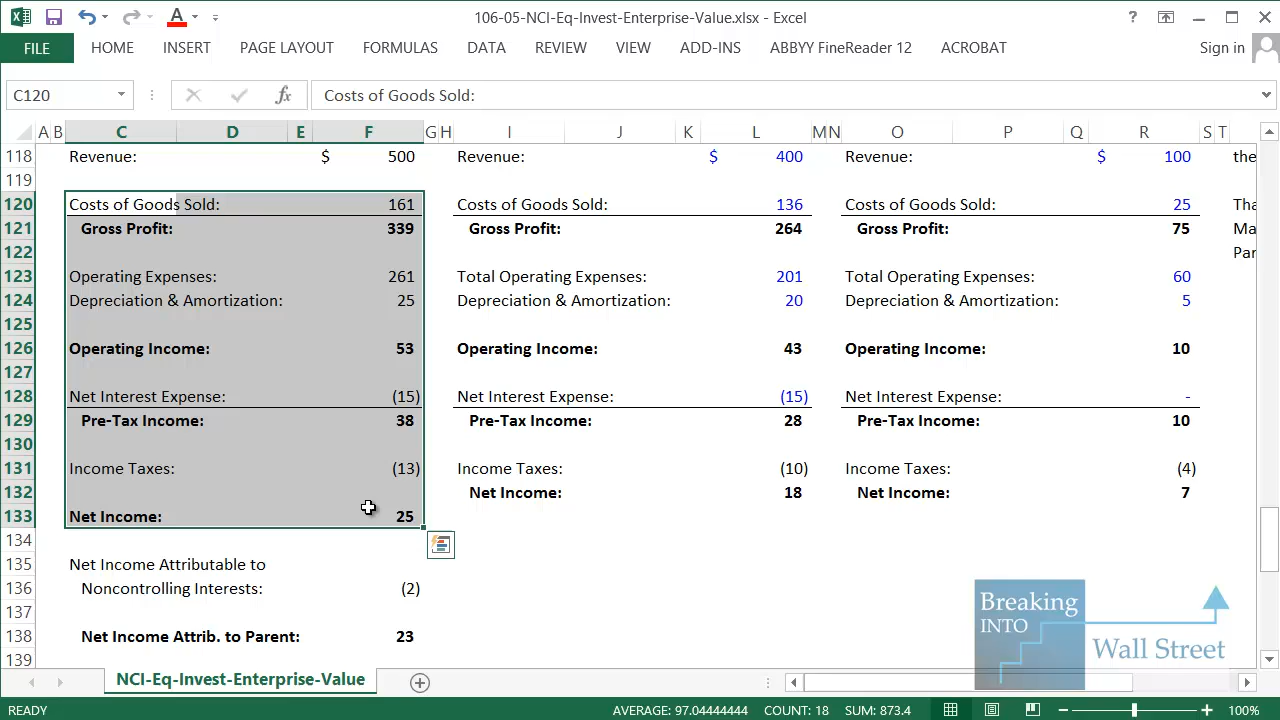 106-05-NCI-Eq-Invest-Enterprise-Value.xlsx - Excel
FILE HOME INSERT PAGE LAYOUT FORMULAS DATA REVIEW VIEW ADD-INS ABBYY FineReader 12 ACROBAT Sign in
C120 fx Costs of Goods Sold:
A B C D E F G H I J K L M N O P Q R S T
118 Revenue: $ 500 Revenue: $ 400 Revenue: $ 100 the
119
120 Costs of Goods Sold: 161 Costs of Goods Sold: 136 Costs of Goods Sold: 25 Tha
121 Gross Profit: 339 Gross Profit: 264 Gross Profit: 75 Ma
122 Par
123 Operating Expenses: 261 Total Operating Expenses: 201 Total Operating Expenses: 60
124 Depreciation & Amortization: 25 Depreciation & Amortization: 20 Depreciation & Amortization: 5
125
126 Operating Income: 53 Operating Income: 43 Operating Income: 10
127
128 Net Interest Expense: (15) Net Interest Expense: (15) Net Interest Expense: -
129 Pre-Tax Income: 38 Pre-Tax Income: 28 Pre-Tax Income: 10
130
131 Income Taxes: (13) Income Taxes: (10) Income Taxes: (4)
132 Net Income: 18 Net Income: 7
133 Net Income: 25
134
135 Net Income Attributable to
136 Noncontrolling Interests: (2)
137
138 Net Income Attrib. to Parent: 23
139
Breaking
INTO
Wall Street
NCI-Eq-Invest-Enterprise-Value
READY AVERAGE: 97.04444444 COUNT: 18 SUM: 873.4 100%